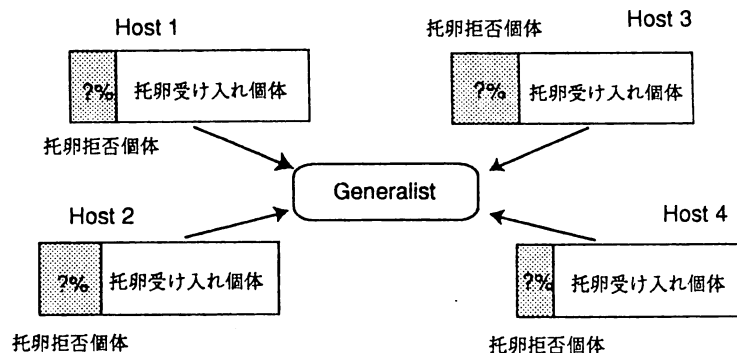 Host 1
?%
托卵受け入れ個体
托卵拒否個体
托卵拒否個体
Host 3
?%
托卵受け入れ個体
Generalist
Host 2
?%
托卵受け入れ個体
托卵拒否個体
Host 4
?%
托卵受け入れ個体
托卵拒否個体